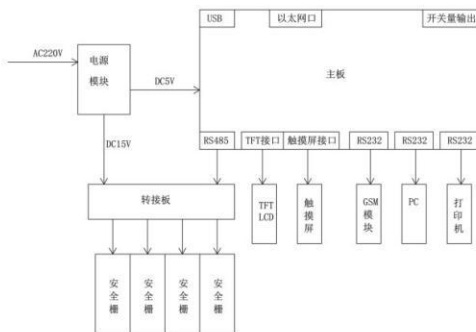 USB
以太网口
开关量输出
AC220V
电源
模块
DC5V
主板
DC15V
RS485
TFT接口
触摸屏接口
RS232
RS232
RS232
转接板
TFT
LCD
触
摸
屏
GSM
模
块
PC
打
印
机
安
全
栅
安
全
栅
安
全
栅
安
全
栅